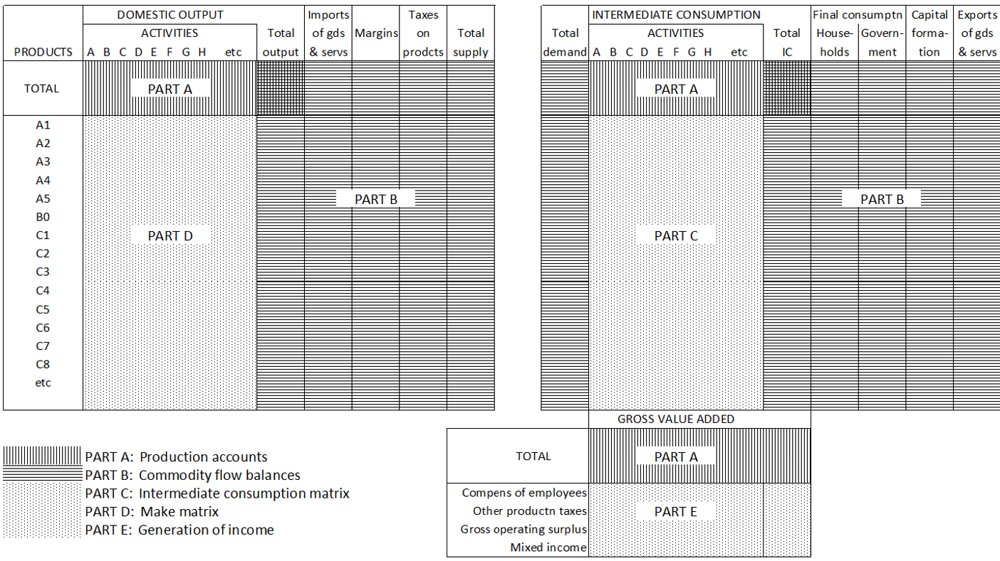 DOMESTIC OUTPUT Imports Taxes INTERMEDIATE CONSUMPTION Final consumptn Capital Exports
ACTIVITIES Total of gds Margins on Total Total ACTIVITIES Total House- Govern- forma- of gds
PRODUCTS A B C D E F G H etc output & servs prodcts supply demand A B C D E F G H etc IC holds ment tion & servs
TOTAL PART A PART A
A1
A2
A3
A4
A5 PART B PART B
B0
C1 PART D PART C
C2
C3
C4
C5
C6
C7
C8
etc
GROSS VALUE ADDED
TOTAL PART A
Compens of employees
Other productn taxes PART E
Gross operating surplus
Mixed income
PART A: Production accounts
PART B: Commodity flow balances
PART C: Intermediate consumption matrix
PART D: Make matrix
PART E: Generation of income